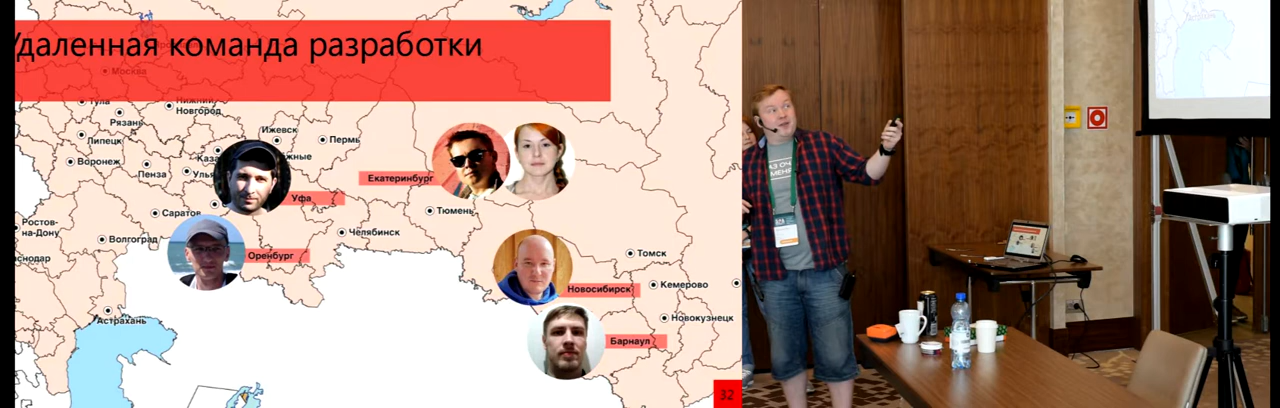 Удаленная команда разработки
Москва
Тула
Нижний
Новгород
Рязань
Липецк
Ижевск
Пермь
Воронеж
Пенза
Екатеринбург
Уфа
Тюмень
Саратов
Ростов-
на-Дону
Челябинск
Волгоград
Оренбург
Томск
Новосибирск
Кемерово
Астрахань
Новокузнецк
Барнаул
32